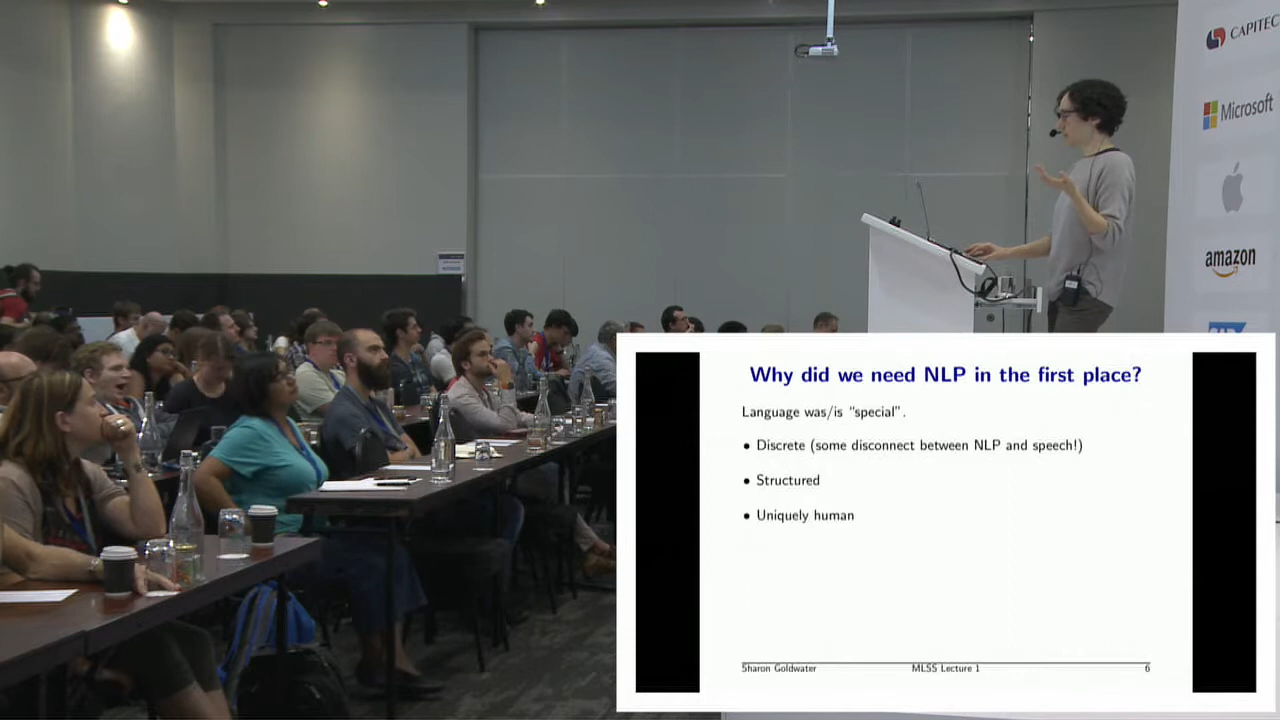 CAPITEC
Microsoft
amazon
SAP
Why did we need NLP in the first place?
Language was/is “special”.
• Discrete (some disconnect between NLP and speech!)
• Structured
• Uniquely human
Sharon Goldwater MLSS Lecture 1 6